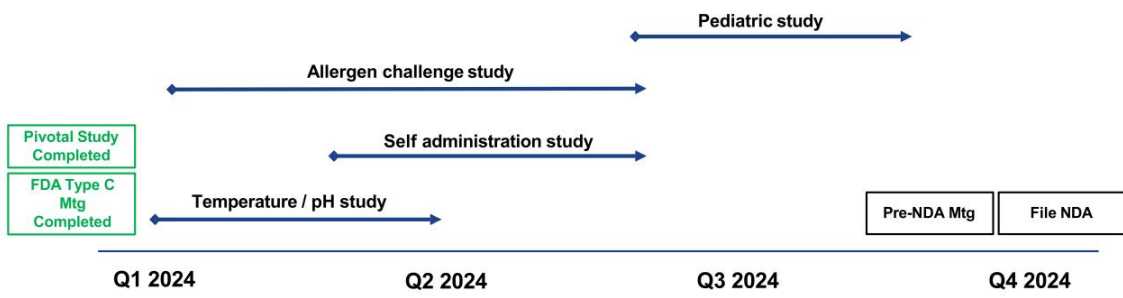 Pediatric study
Allergen challenge study
Pivotal Study
Completed
Self administration study
FDA Type C
Mtg
Completed
Temperature / pH study
Pre-NDA Mtg
File NDA
Q1 2024
Q2 2024
Q3 2024
Q4 2024